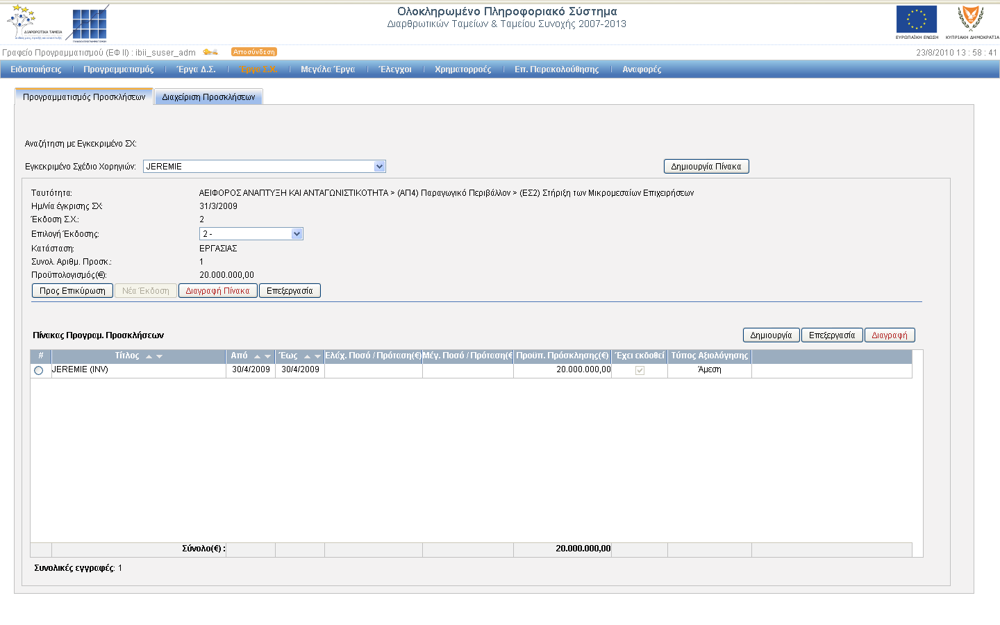 Ολοκληρωμένο Πληροφοριακό Σύστημα
Διαρθρωτικών Ταμείων & Ταμείου Συνοχής 2007-2013
ΔΙΑΡΘΡΩΤΙΚΑ ΤΑΜΕΙΑ
ΕΥΡΩΠΑΪΚΗ ΕΝΩΣΗ ΚΥΠΡΙΑΚΗ ΔΗΜΟΚΡΑΤΙΑ
Γραφείο Προγραμματισμού (ΕΦ ΙΙ) : ibii_suser_adm Αποσύνδεση 23/8/2010 13 : 58 : 41
Ειδοποιήσεις Προγραμματισμός Έργα Δ.Σ. Έργα Σ.Χ. Μεγάλα Έργα Έλεγχοι Χρηματορροές Επ. Παρακολούθησης Αναφορές
Προγραμματισμός Προσκλήσεων Διαχείριση Προσκλήσεων
Αναζήτηση με Εγκεκριμένο ΣΧ:
Εγκεκριμένο Σχέδιο Χορηγιών: JEREMIE Δημιουργία Πίνακα
Ταυτότητα: ΑΕΙΦΟΡΟΣ ΑΝΑΠΤΥΞΗ ΚΑΙ ΑΝΤΑΓΩΝΙΣΤΙΚΟΤΗΤΑ > (ΑΠ4) Παραγωγικό Περιβάλλον > (ΕΣ2) Στήριξη των Μικρομεσαίων Επιχειρήσεων
Ημ/νία έγκρισης ΣΧ: 31/3/2009
Έκδοση Σ.Χ.: 2
Επιλογή Έκδοσης: 2 -
Κατάσταση: ΕΡΓΑΣΙΑΣ
Συνολ. Αριθμ. Προσκ.: 1
Προϋπολογισμός(€): 20.000.000,00
Προς Επικύρωση Νέα Έκδοση Διαγραφή Πίνακα Επεξεργασία
Πίνακας Προγραμ. Προσκλήσεων Δημιουργία Επεξεργασία Διαγραφή
# Τίτλος Από Έως Ελάχ. Ποσό / Πρόταση(€) Μέγ. Ποσό / Πρόταση(€ Προϋπ. Πρόσκλησης(€) Έχει εκδοθεί Τύπος Αξιολόγησης
JEREMIE (INV) 30/4/2009 30/4/2009 20.000.000,00 Άμεση
Σύνολο(€) : 20.000.000,00
Συνολικές εγγραφές: 1